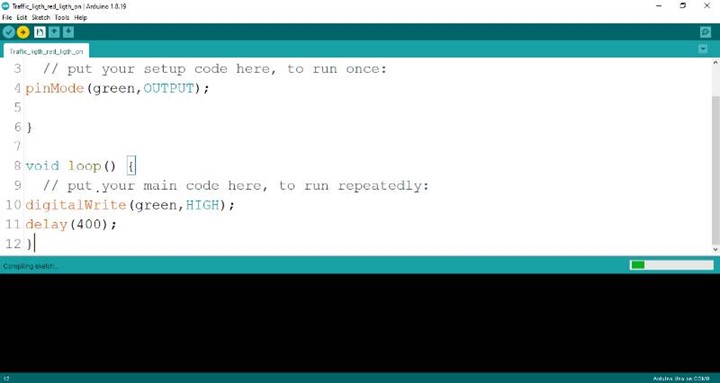 Traffic_ligth_red_ligth_on | Arduino 1.8.19
File Edit Sketch Tools Help
Traffic_ligth_red_ligth_on
3 // put your setup code here, to run once:
4 pinMode(green,OUTPUT);
5
6 }
7
8 void loop() {
9 // put your main code here, to run repeatedly:
10 digitalWrite(green,HIGH);
11 delay(400);
12 }
Compiling sketch...
12
Arduino Uno on COM9